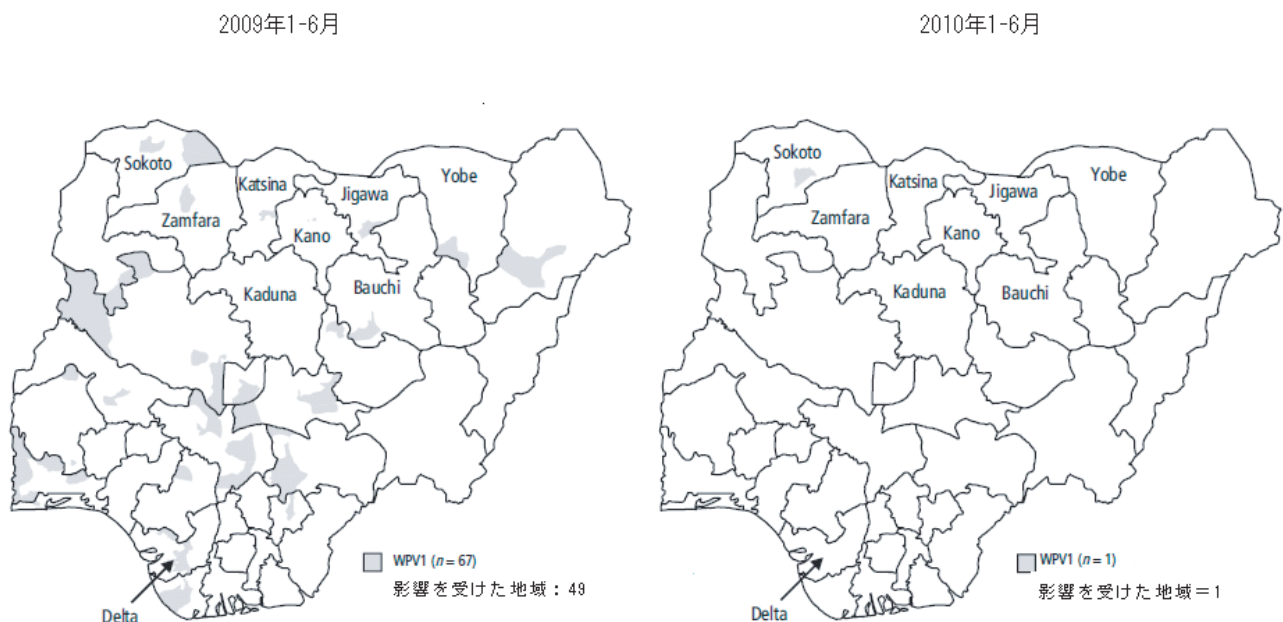 2009年1-6月
Sokoto
Katsina
Jigawa
Yobe
Zamfara
Kano
Kaduna
Bauchi
WPV1 (n = 67)
影響を受けた地域：49
Delta
2010年1-6月
Sokoto
Katsina
Jigawa
Yobe
Zamfara
Kano
Kaduna
Bauchi
WPV1 (n = 1)
影響を受けた地域＝1
Delta